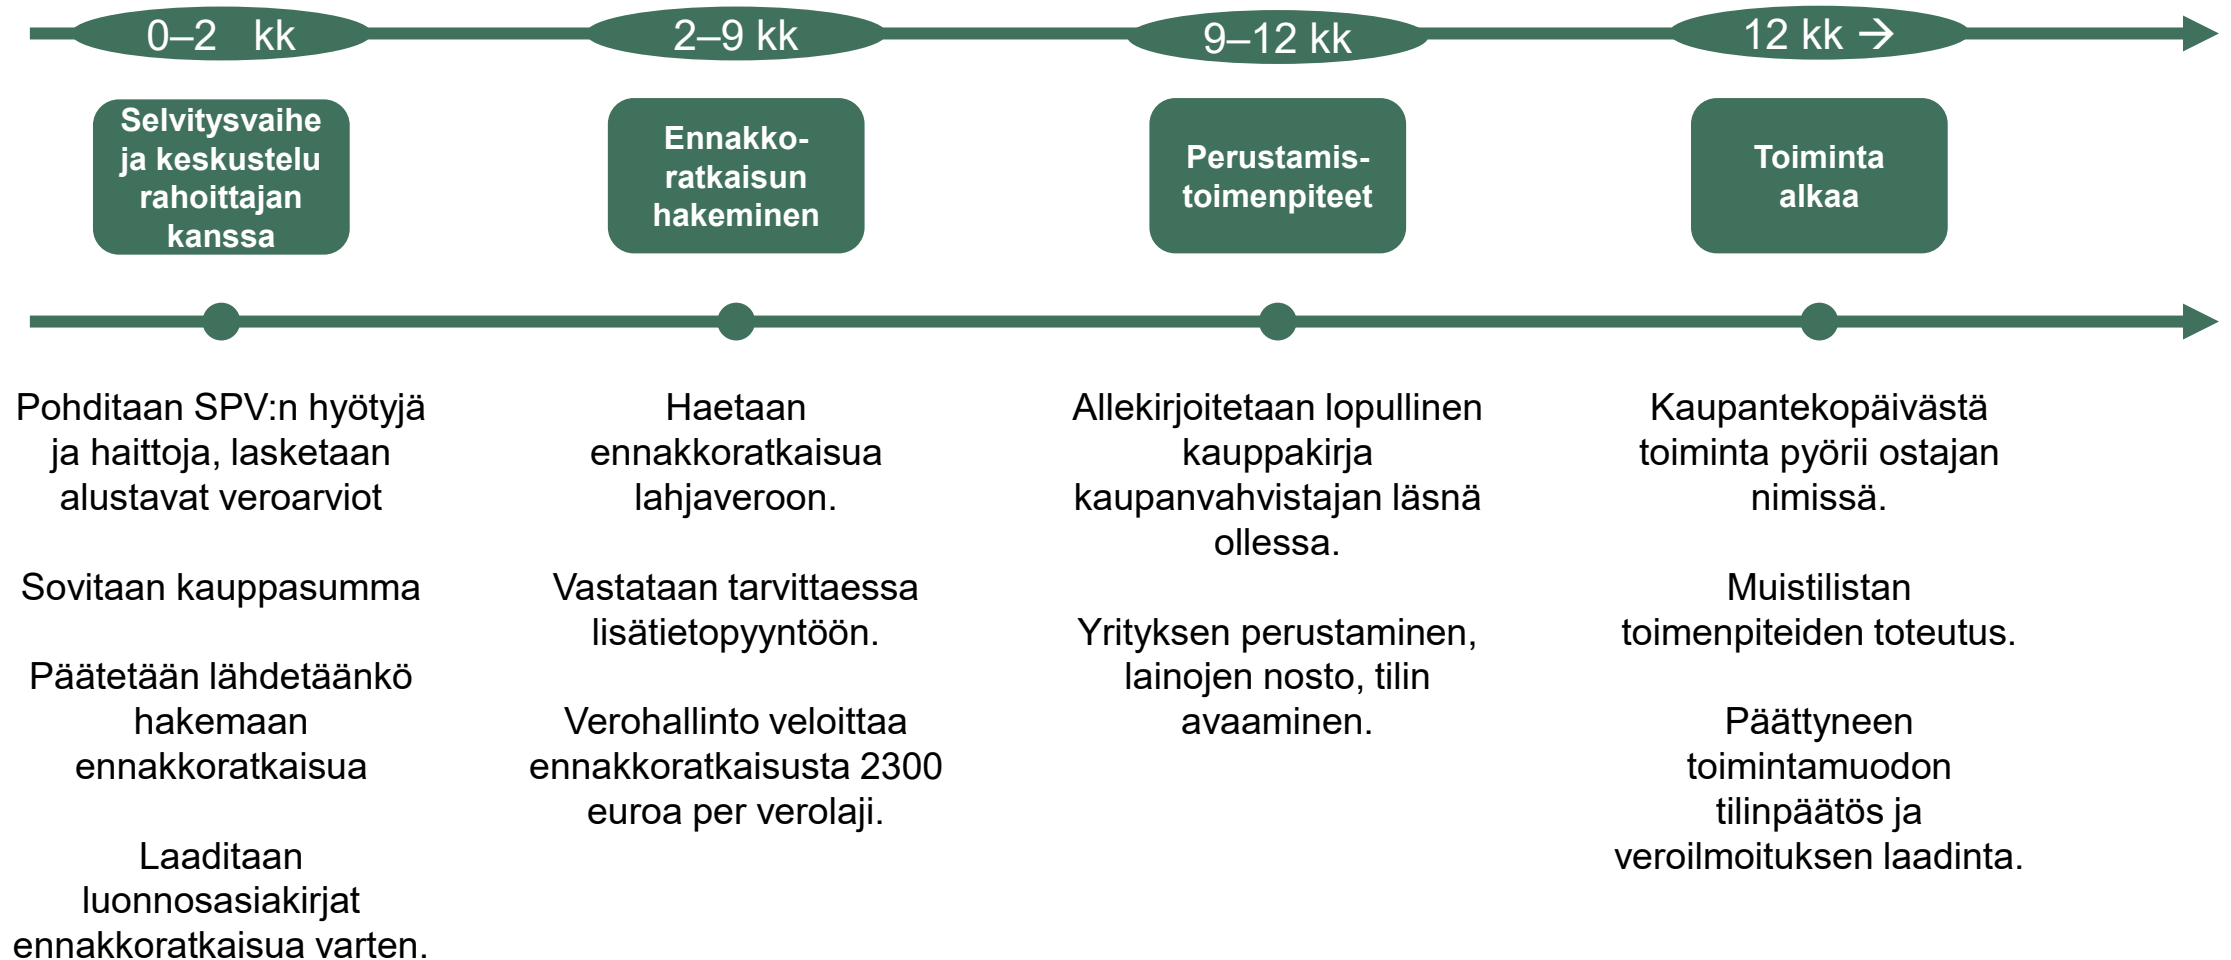 0–2 kk
2–9 kk
9–12 kk
12 kk →
Selvitysvaihe
ja keskustelu
rahoittajan
kanssa
Ennakko-
ratkaisun
hakeminen
Perustamis-
toimenpiteet
Toiminta
alkaa
Pohditaan SPV:n hyötyjä
ja haittoja, lasketaan
alustavat veroarviot
Sovitaan kauppasumma
Päätetään lähdetäänkö
hakemaan
ennakkoratkaisua
Laaditaan
luonnosasiakirjat
ennakkoratkaisua varten.
Haetaan
ennakkoratkaisua
lahjaveroon.
Vastataan tarvittaessa
lisätietopyyntöön.
Verohallinto veloittaa
ennakkoratkaisusta 2300
euroa per verolaji.
Allekirjoitetaan lopullinen
kauppakirja
kaupanvahvistajan läsnä
ollessa.
Yrityksen perustaminen,
lainojen nosto, tilin
avaaminen.
Kaupantekopäivästä
toiminta pyörii ostajan
nimissä.
Muistilistan
toimenpiteiden toteutus.
Päättyneen
toimintamuodon
tilinpäätös ja
veroilmoituksen laadinta.